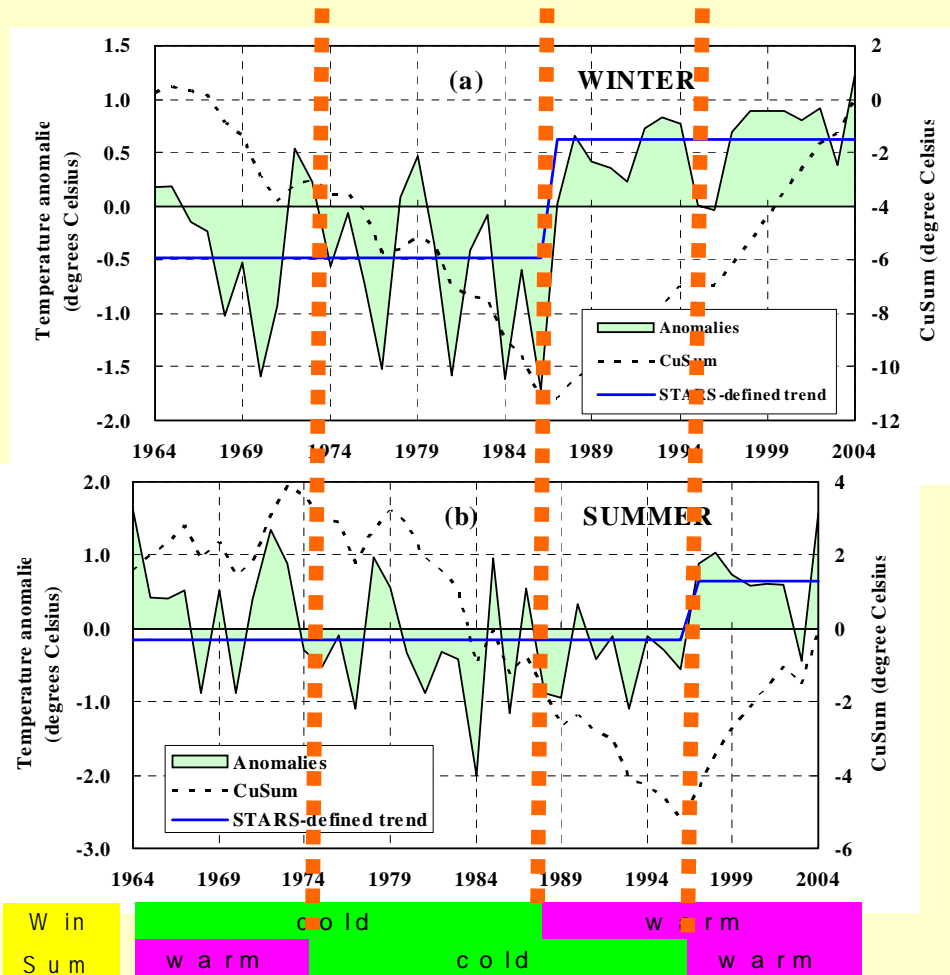 (a) WINTER
Temperature anomalie
(degrees Celsius)
1.5
1.0
0.5
0.0
-0.5
-1.0
-1.5
-2.0
2
0
-2
-4
-6
-8
-10
-12
CuSum (degree Celsius
Anomalies
CuSum
STARS-defined trend
1964 1969 1974 1979 1984 1989 1994 1999 2004
(b) SUMMER
Temperature anomalie
(degrees Celsius)
2.0
1.0
0.0
-1.0
-2.0
-3.0
4
2
0
-2
-4
-6
CuSum (degree Celsius
Anomalies
CuSum
STARS-defined trend
1964 1969 1974 1979 1984 1989 1994 1999 2004
Win cold warm
Sum warm cold warm